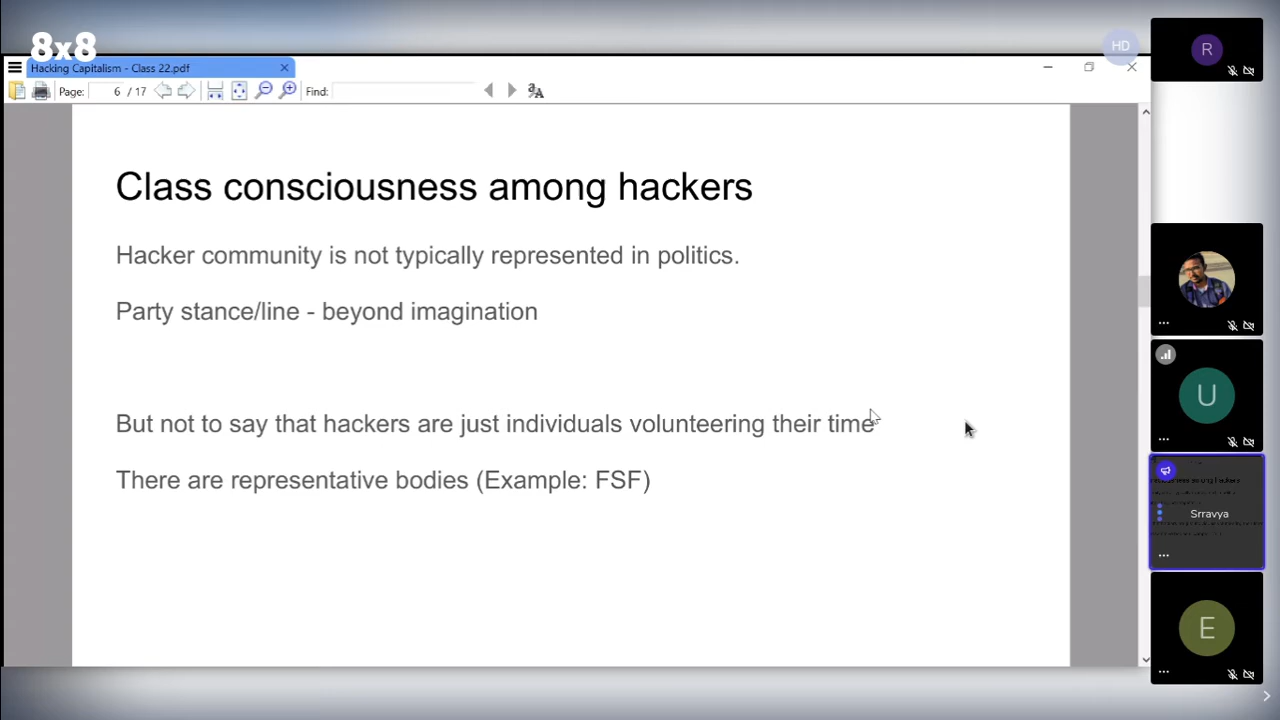 8x8
HD
R
Hacking Capitalism - Class 22.pdf
Page: 6 / 17 Find:
Class consciousness among hackers
Hacker community is not typically represented in politics.
Party stance/line - beyond imagination
But not to say that hackers are just individuals volunteering their time
There are representative bodies (Example: FSF)
U
Srravya
E